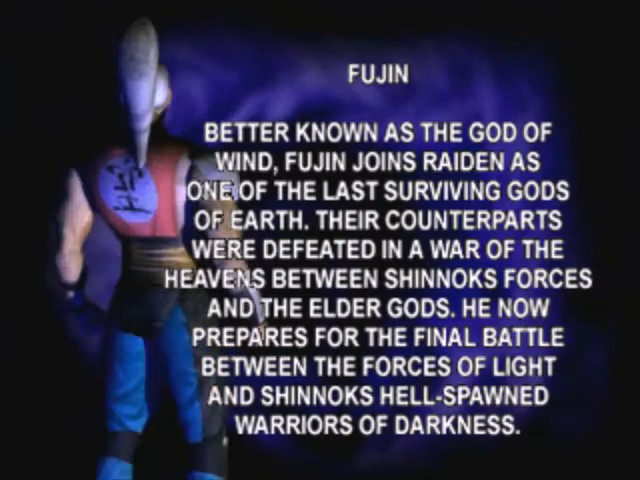 FUJIN
BETTER KNOWN AS THE GOD OF
WIND, FUJIN JOINS RAIDEN AS
ONE OF THE LAST SURVIVING GODS
OF EARTH. THEIR COUNTERPARTS
WERE DEFEATED IN A WAR OF THE
HEAVENS BETWEEN SHINNOKS FORCES
AND THE ELDER GODS. HE NOW
PREPARES FOR THE FINAL BATTLE
BETWEEN THE FORCES OF LIGHT
AND SHINNOKS HELL-SPAWNED
WARRIORS OF DARKNESS.